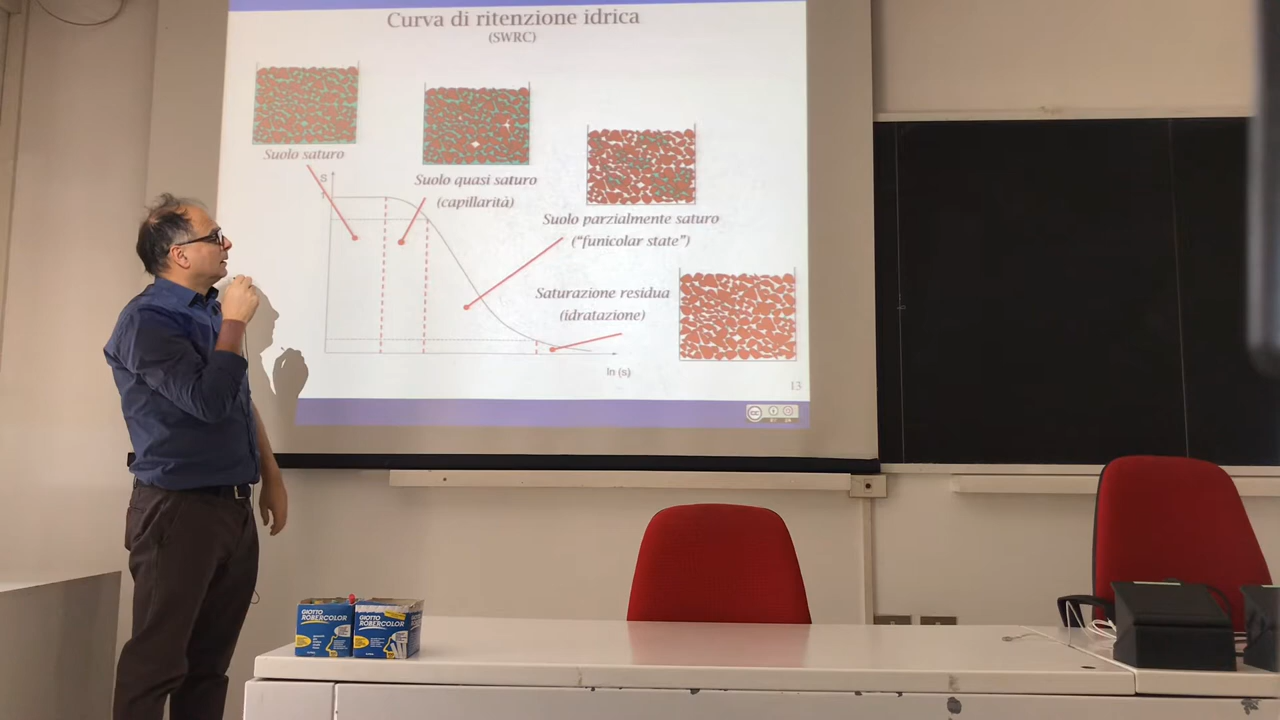 Curva di ritenzione idrica
(SWRC)
Suolo saturo
S
Suolo quasi saturo
(capillarità)
Suolo parzialmente saturo
("funicolar state")
Saturazione residua
(idratazione)
ln (s)
13
cc
GIOTTO
ROBERCOLOR
GIOTTO
ROBERCOLOR